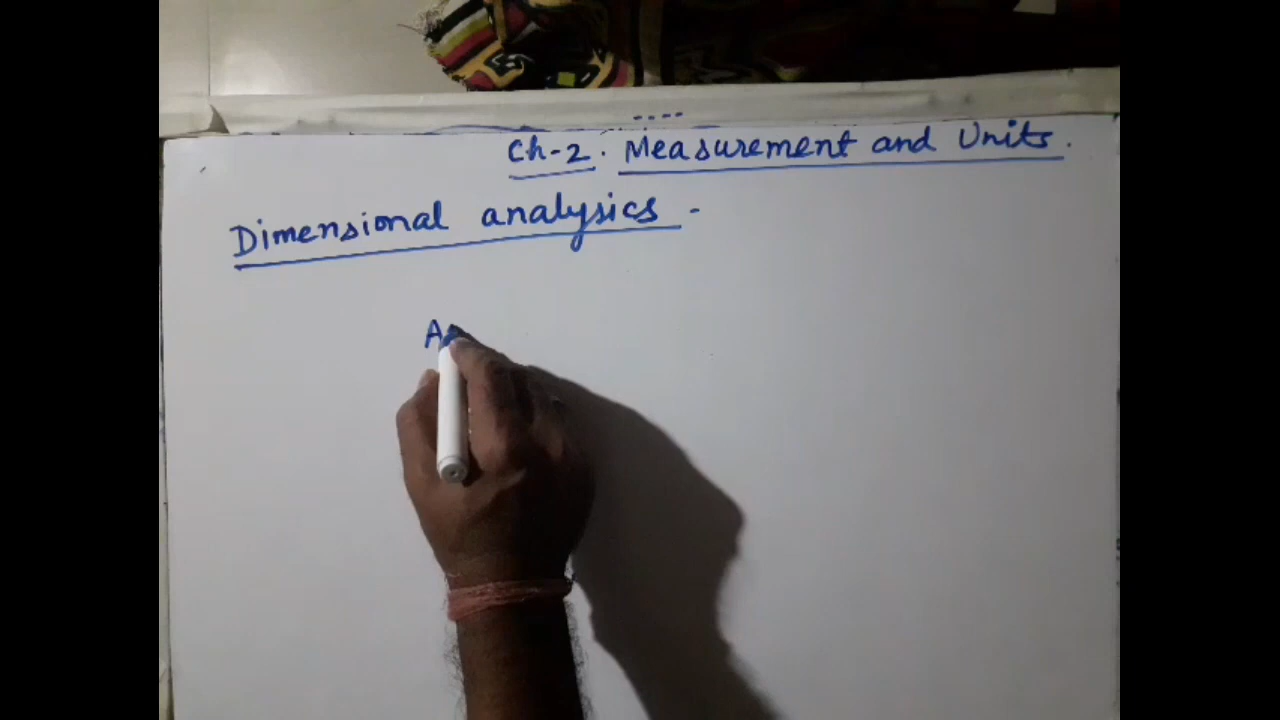 Ch-2. Measurement and Units.
Dimensional analysics -
A